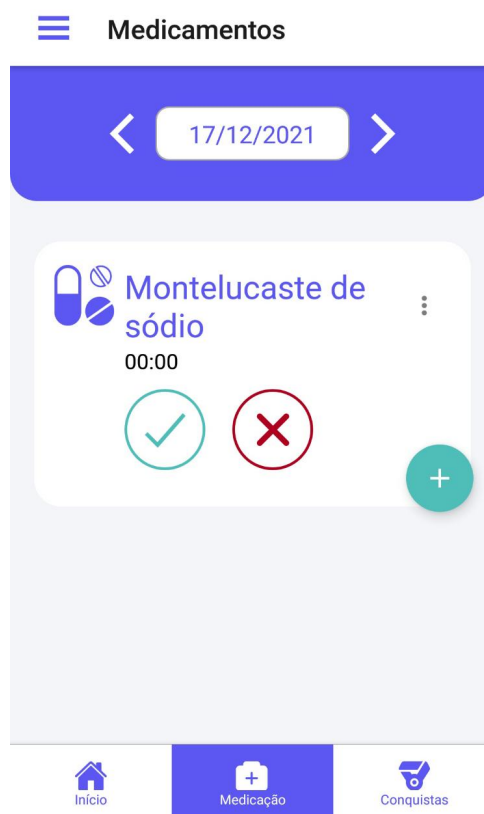 Medicamentos
17/12/2021
Montelucaste de
sódio
00:00
Início
Medicação
Conquistas